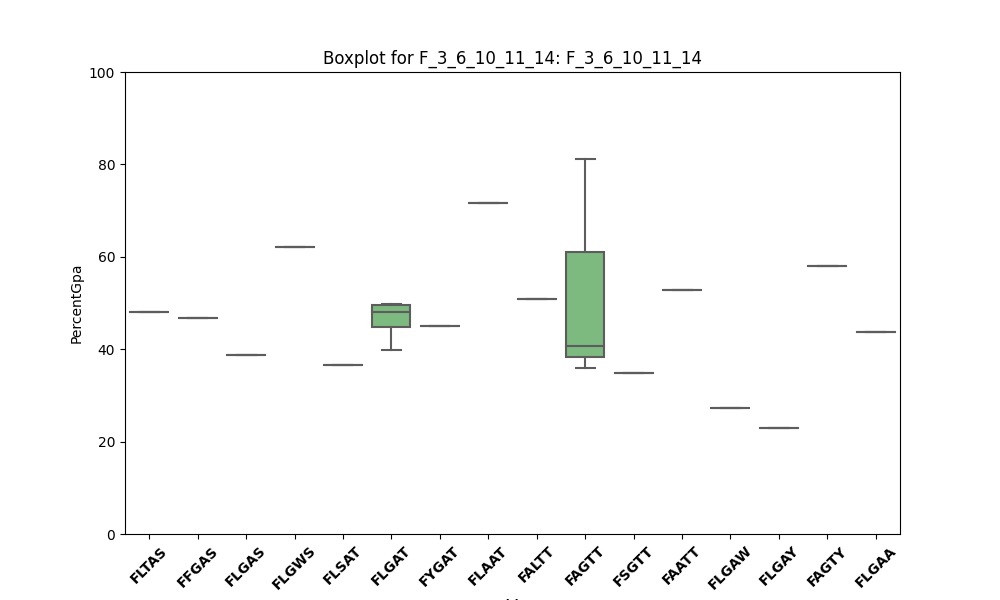 Boxplot for F_3_6_10_11_14: F_3_6_10_11_14
100
80
60
40
20
0
PercentGpa
FLTAS
FFGAS
FLGAS
FLGWS
FLSAT
FLGAT
FYGAT
FLAAT
FALTT
FAGTT
FSGTT
FAATT
FLGAW
FLGAY
FAGTY
FLGAA